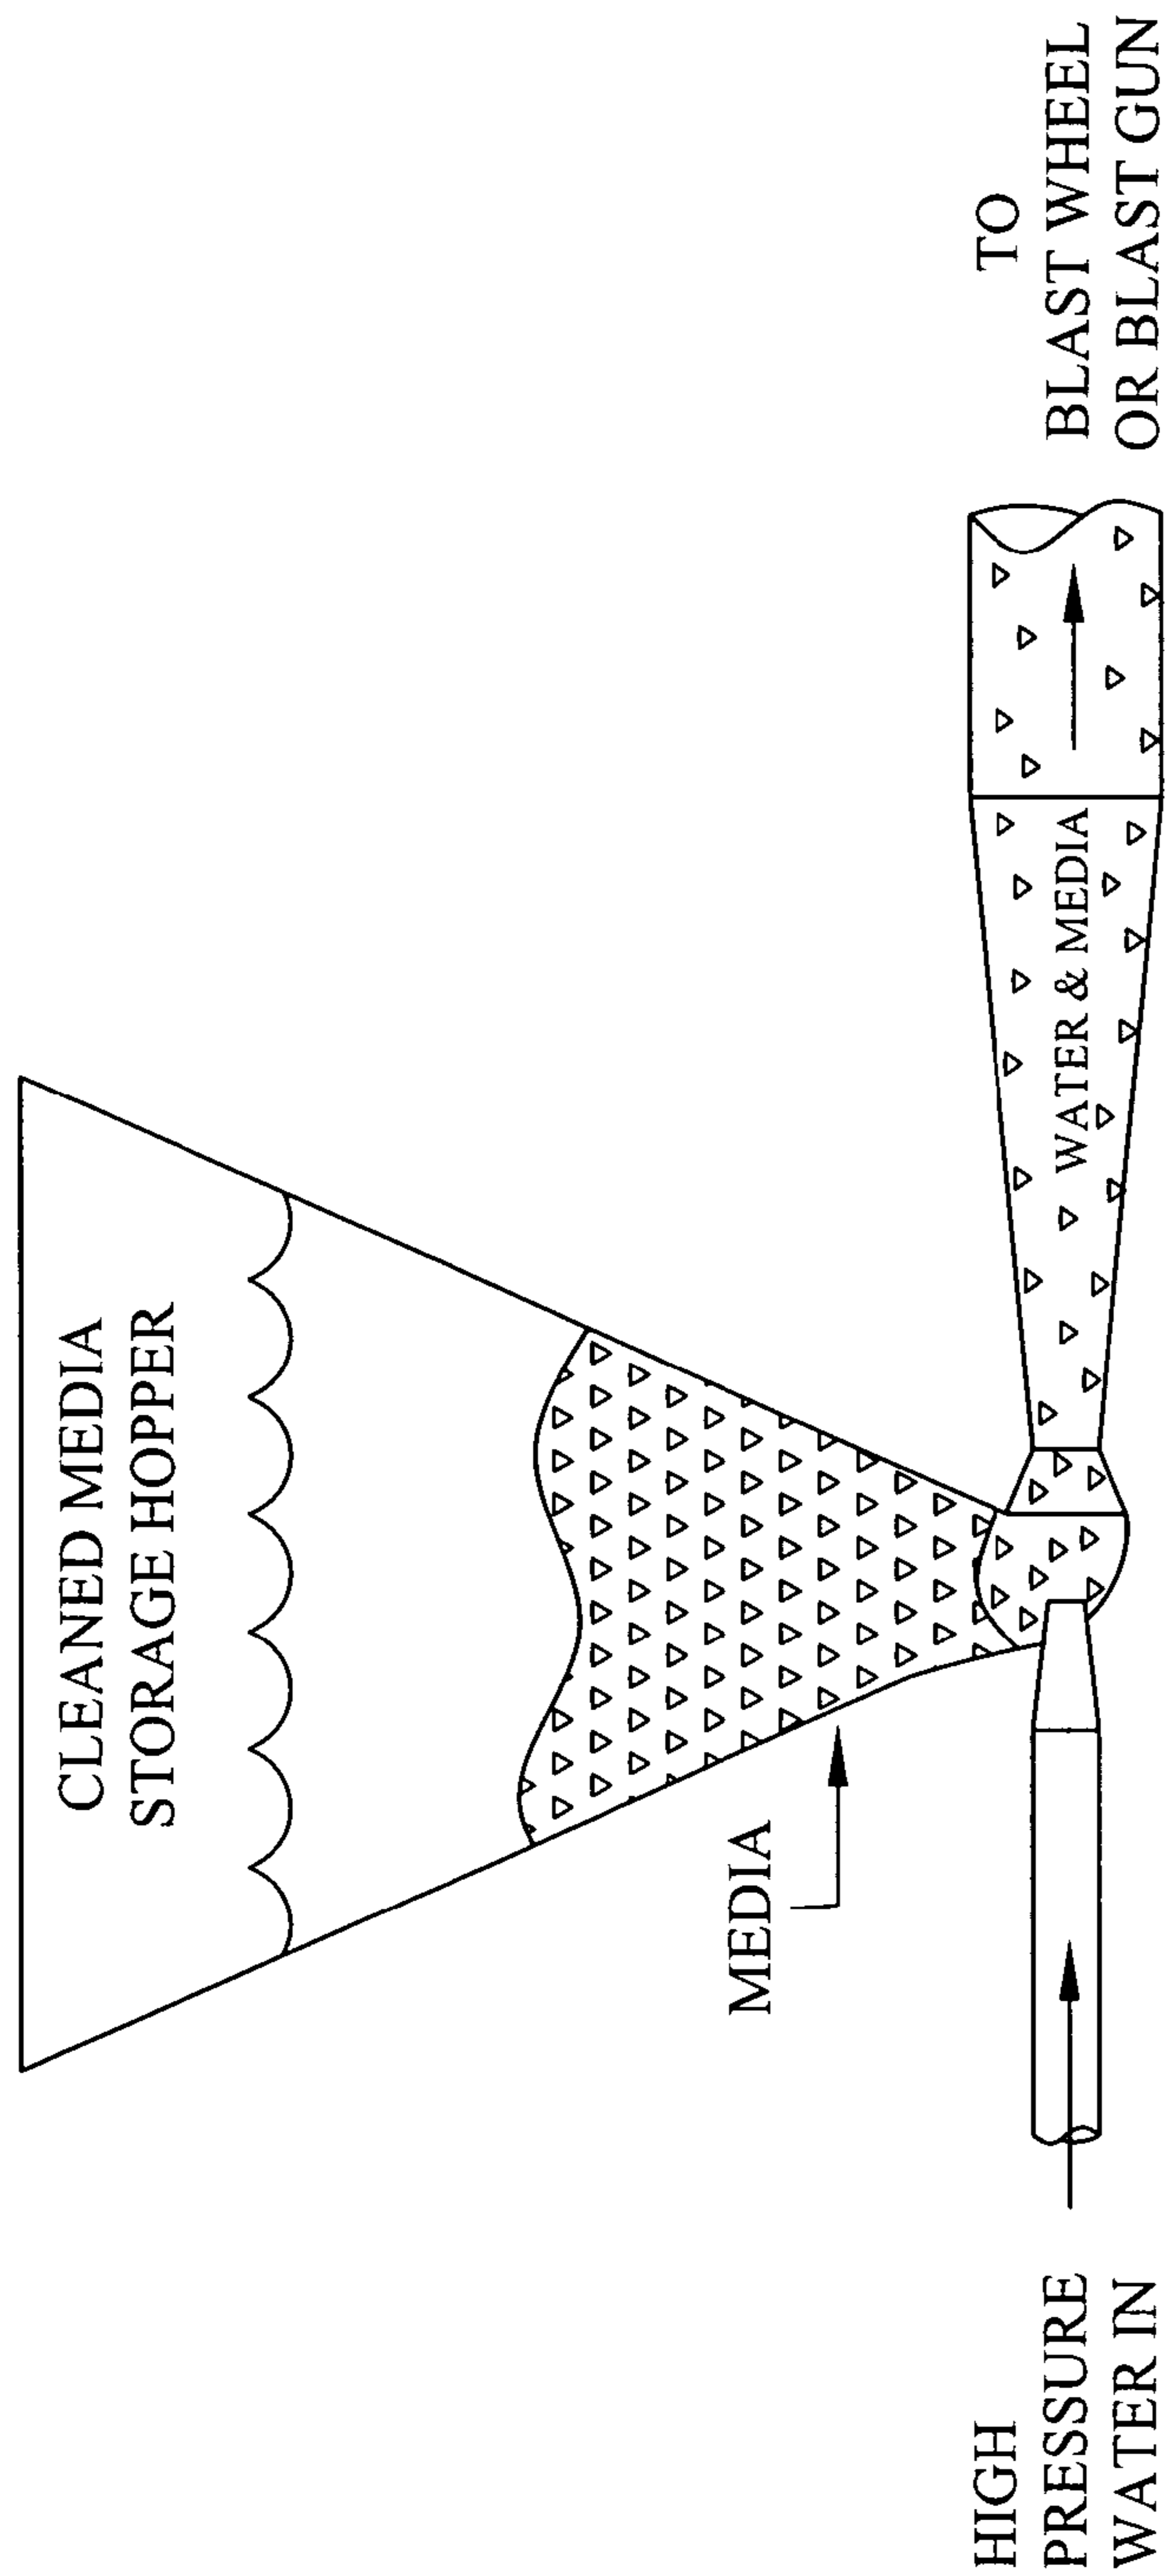 CLEANED MEDIA
STORAGE HOPPER
MEDIA
HIGH
PRESSURE
WATER IN
WATER & MEDIA
TO
BLAST WHEEL
OR BLAST GUN